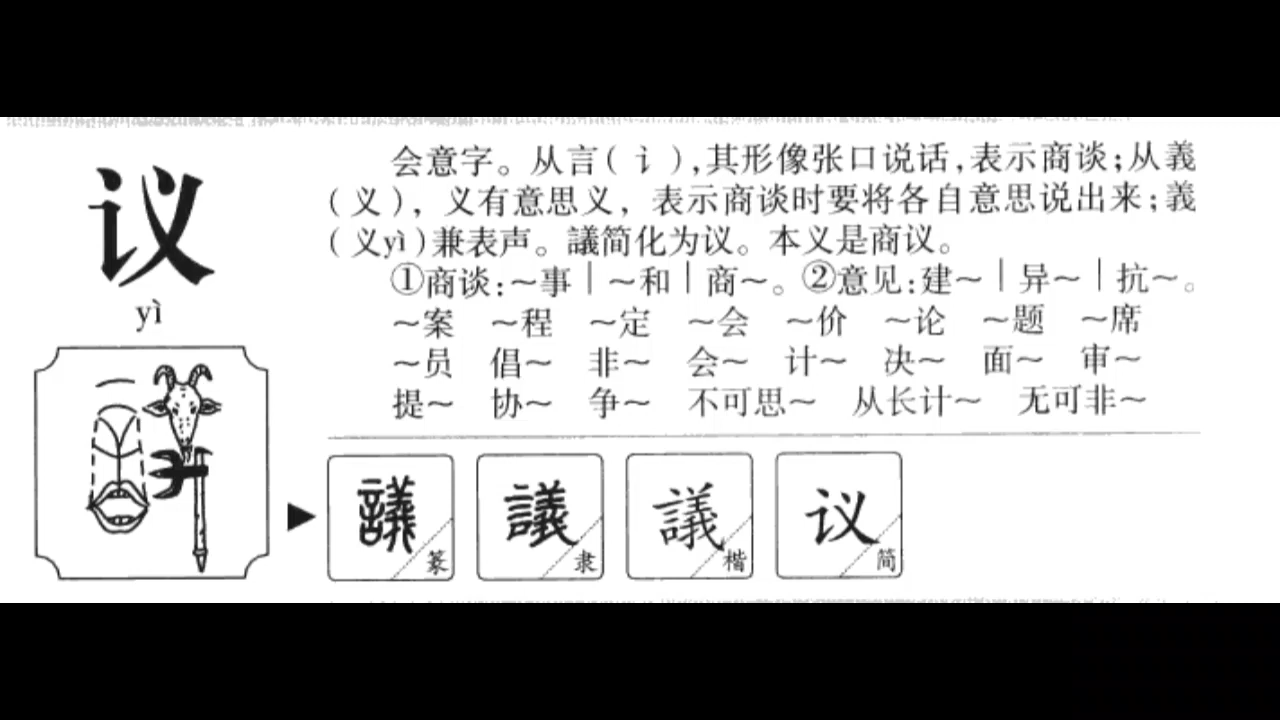 议
yì
会意字。从言(讠),其形像张口说话,表示商谈;从義
(义),义有意思义,表示商谈时要将各自意思说出来;義
(义yì)兼表声。議简化为议。本义是商议。
①商谈:~事|~和|商~。②意见:建~|异~|抗~。
~案 ~程 ~定 ~会 ~价 ~论 ~题 ~席
~员 倡~ 非~ 会~ 计~ 决~ 面~ 审~
提~ 协~ 争~ 不可思~ 从长计~ 无可非~
議 篆
議 隶
議 楷
议 简